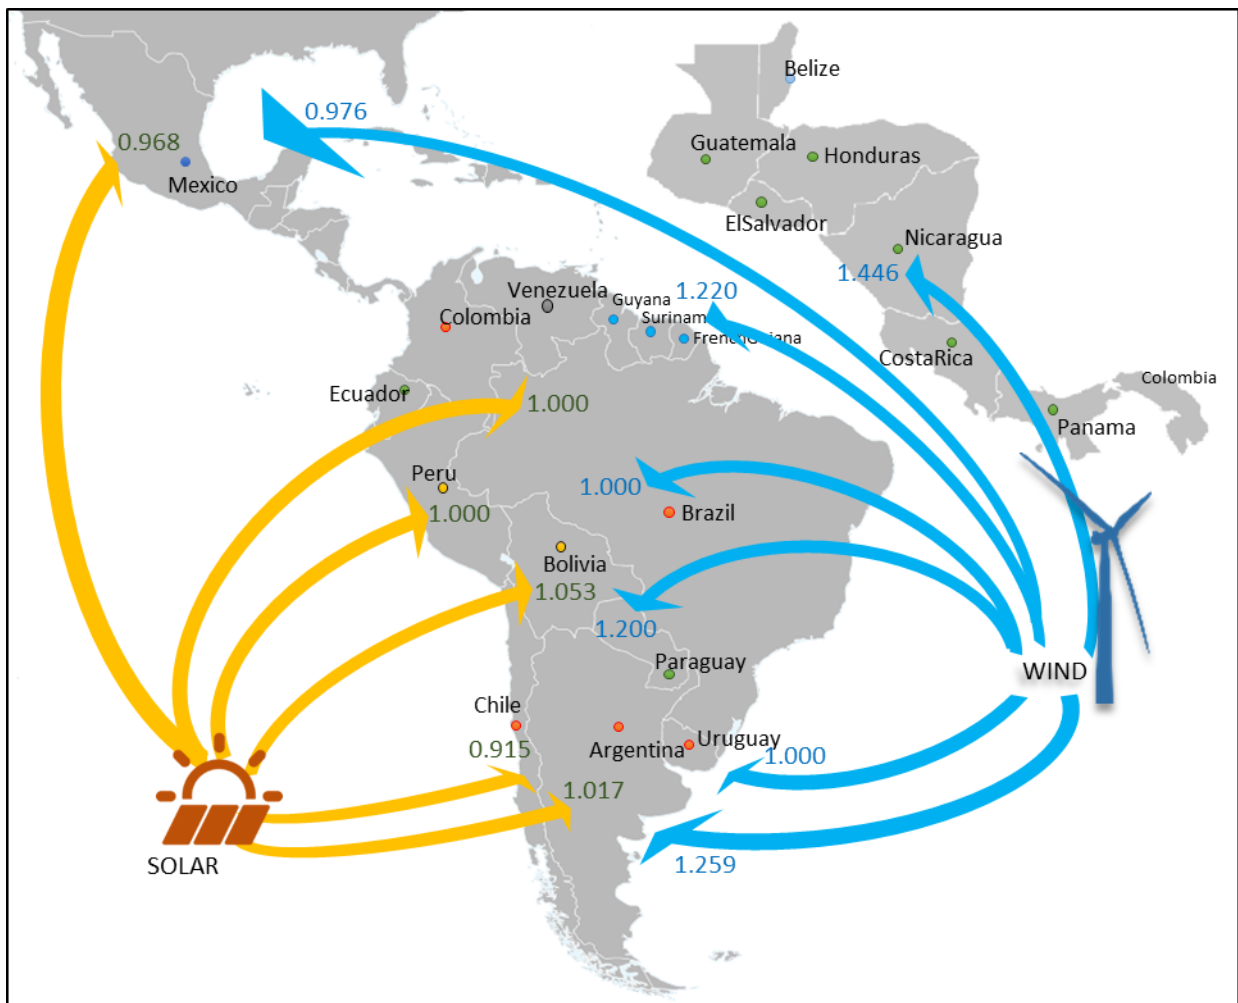 Belize
0.976
0.968
Guatemala
Honduras
Mexico
ElSalvador
Nicaragua
1.446
Venezuela
1.220
Guyana
Colombia
Surinam
FrenchGuiana
CostaRica
Colombia
Ecuador
1.000
Panama
Peru
1.000
1.000
Brazil
Bolivia
1.053
1.200
Paraguay
WIND
Chile
0.915
Argentina
Uruguay
1.000
1.017
SOLAR
1.259